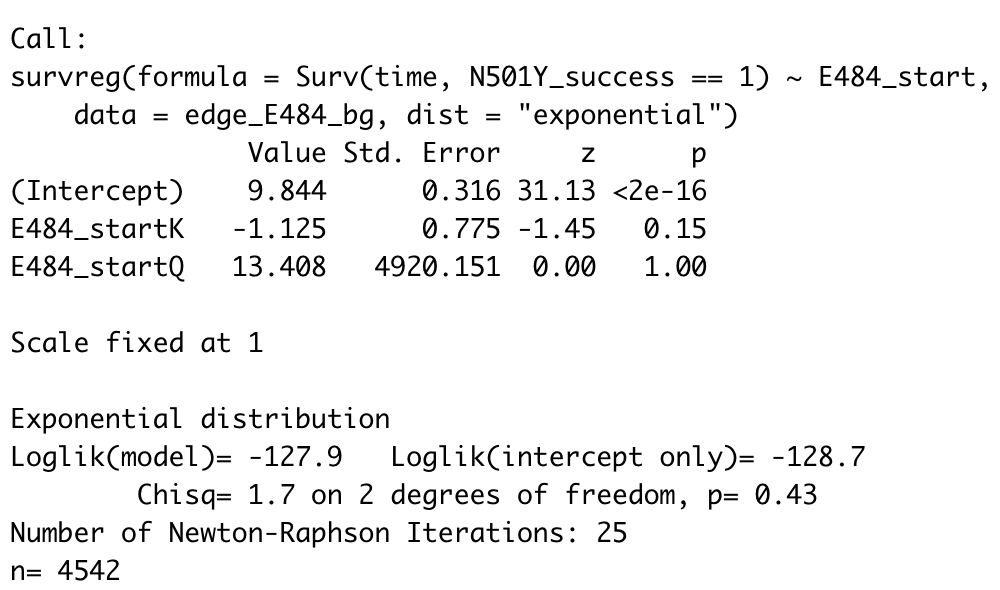 Call:
survreg(formula = Surv(time, N501Y_success == 1) ~ E484_start,
    data = edge_E484_bg, dist = "exponential")
               Value Std. Error     z      p
(Intercept)    9.844      0.316 31.13 <2e-16
E484_startK   -1.125      0.775 -1.45   0.15
E484_startQ   13.408   4920.151  0.00   1.00

Scale fixed at 1

Exponential distribution
Loglik(model)= -127.9   Loglik(intercept only)= -128.7
        Chisq= 1.7 on 2 degrees of freedom, p= 0.43
Number of Newton-Raphson Iterations: 25
n= 4542